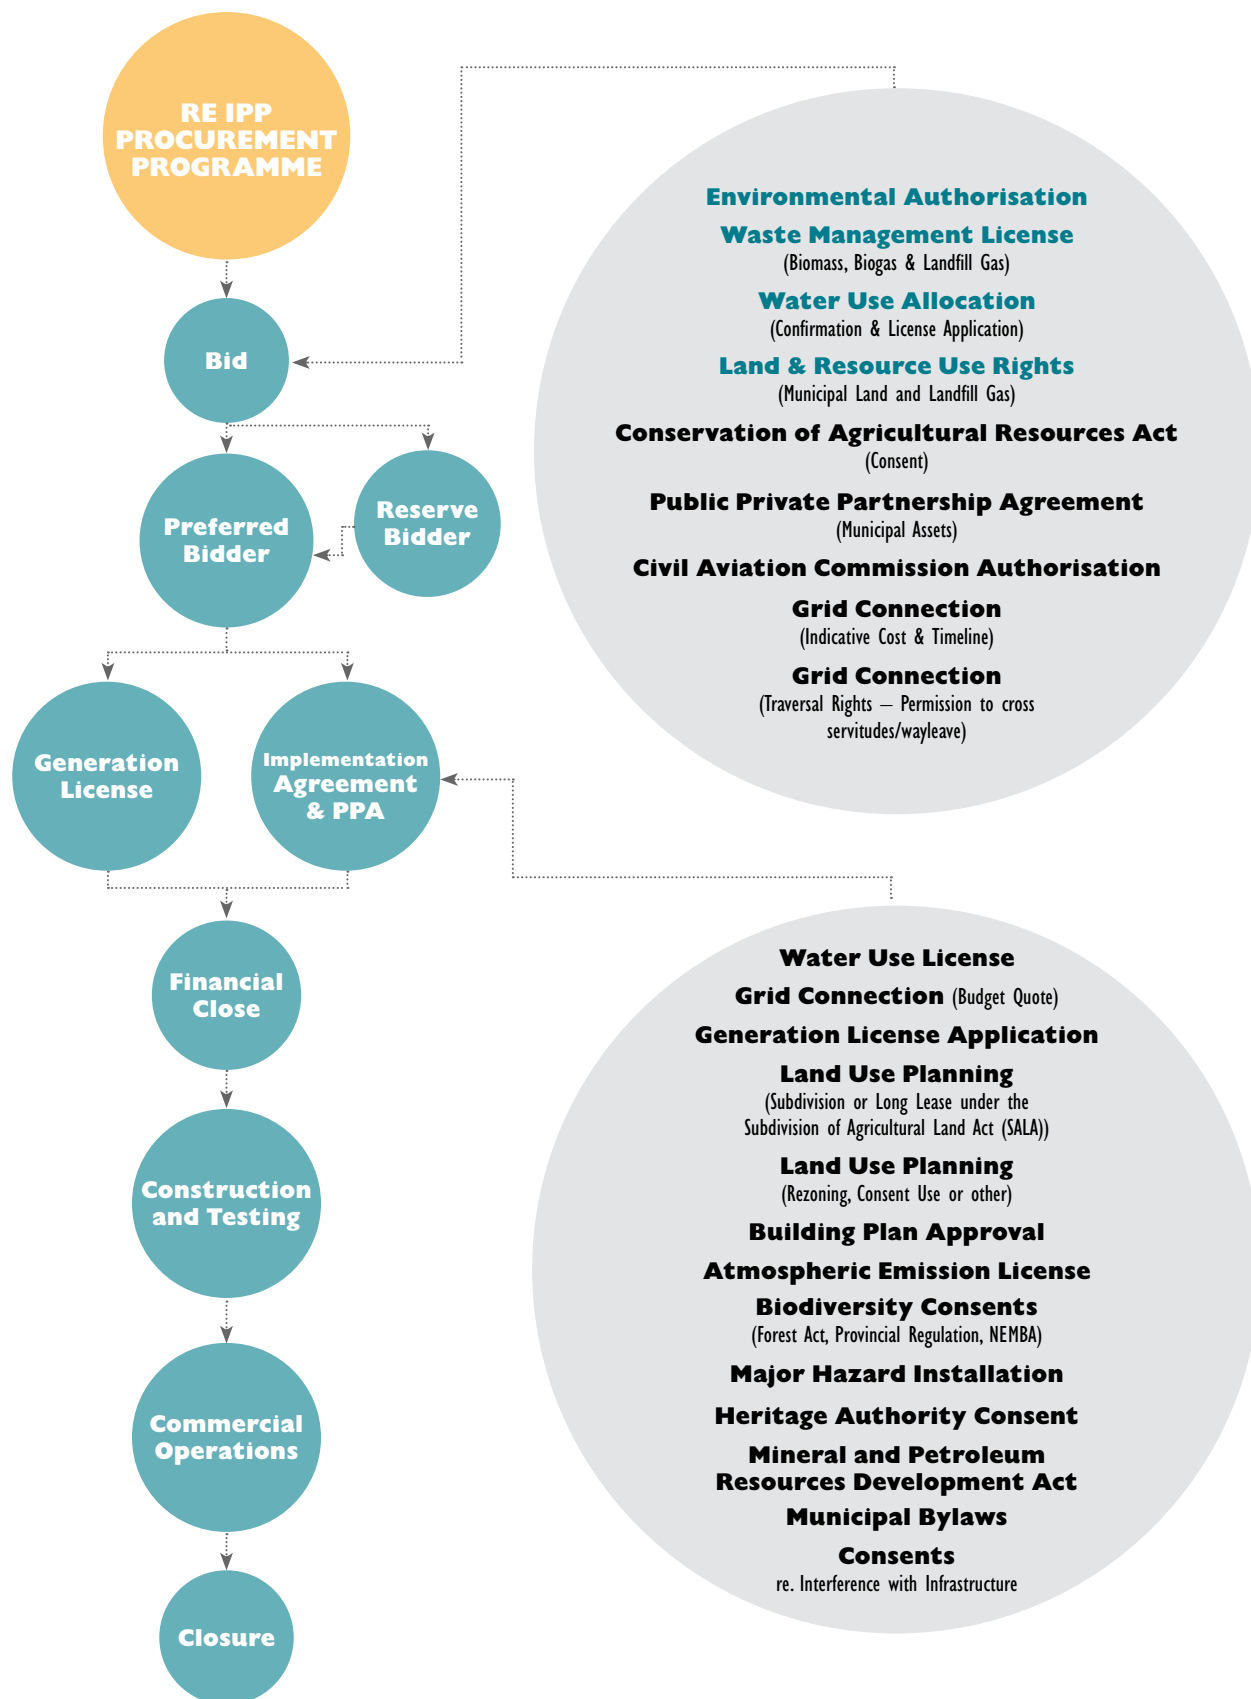 RE IPP
PROCUREMENT
PROGRAMME
Bid
Preferred
Bidder
Reserve
Bidder
Generation
License
Implementation
Agreement
& PPA
Financial
Close
Construction
and Testing
Commercial
Operations
Closure
Environmental Authorisation
Waste Management License
(Biomass, Biogas & Landfill Gas)
Water Use Allocation
(Confirmation & License Application)
Land & Resource Use Rights
(Municipal Land and Landfill Gas)
Conservation of Agricultural Resources Act
(Consent)
Public Private Partnership Agreement
(Municipal Assets)
Civil Aviation Commission Authorisation
Grid Connection
(Indicative Cost & Timeline)
Grid Connection
(Traversal Rights – Permission to cross
servitudes/wayleave)
Water Use License
Grid Connection (Budget Quote)
Generation License Application
Land Use Planning
(Subdivision or Long Lease under the
Subdivision of Agricultural Land Act (SALA))
Land Use Planning
(Rezoning, Consent Use or other)
Building Plan Approval
Atmospheric Emission License
Biodiversity Consents
(Forest Act, Provincial Regulation, NEMBA)
Major Hazard Installation
Heritage Authority Consent
Mineral and Petroleum
Resources Development Act
Municipal Bylaws
Consents
re. Interference with Infrastructure